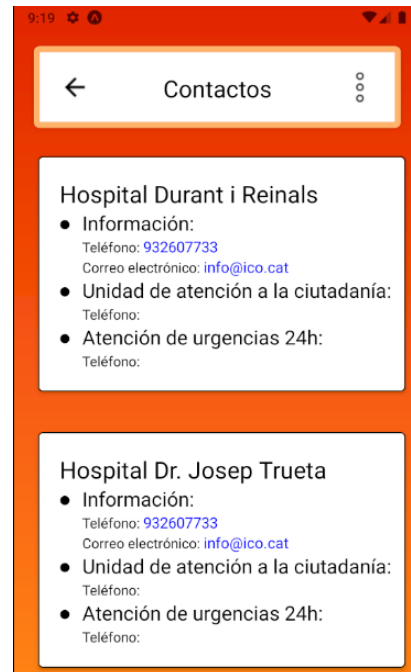 9:19
Contactos
Hospital Durant i Reinals
Información:
Teléfono: 932607733
Correo electrónico: info@ico.cat
Unidad de atención a la ciutadanía:
Teléfono:
Atención de urgencias 24h:
Teléfono:
Hospital Dr. Josep Trueta
Información:
Teléfono: 932607733
Correo electrónico: info@ico.cat
Unidad de atención a la ciutadanía:
Teléfono:
Atención de urgencias 24h:
Teléfono: